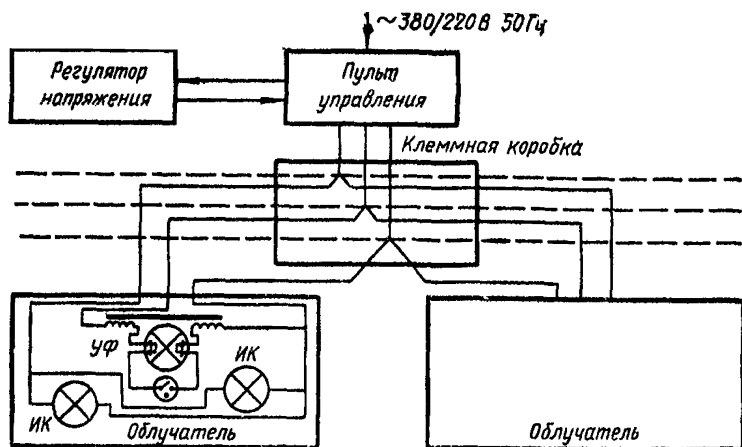 ~380/220В 50Гц
Регулятор
напряжения
Пульт
управления
Клеммная коробка
УФ
ИК
ИК
Облучатель
Облучатель